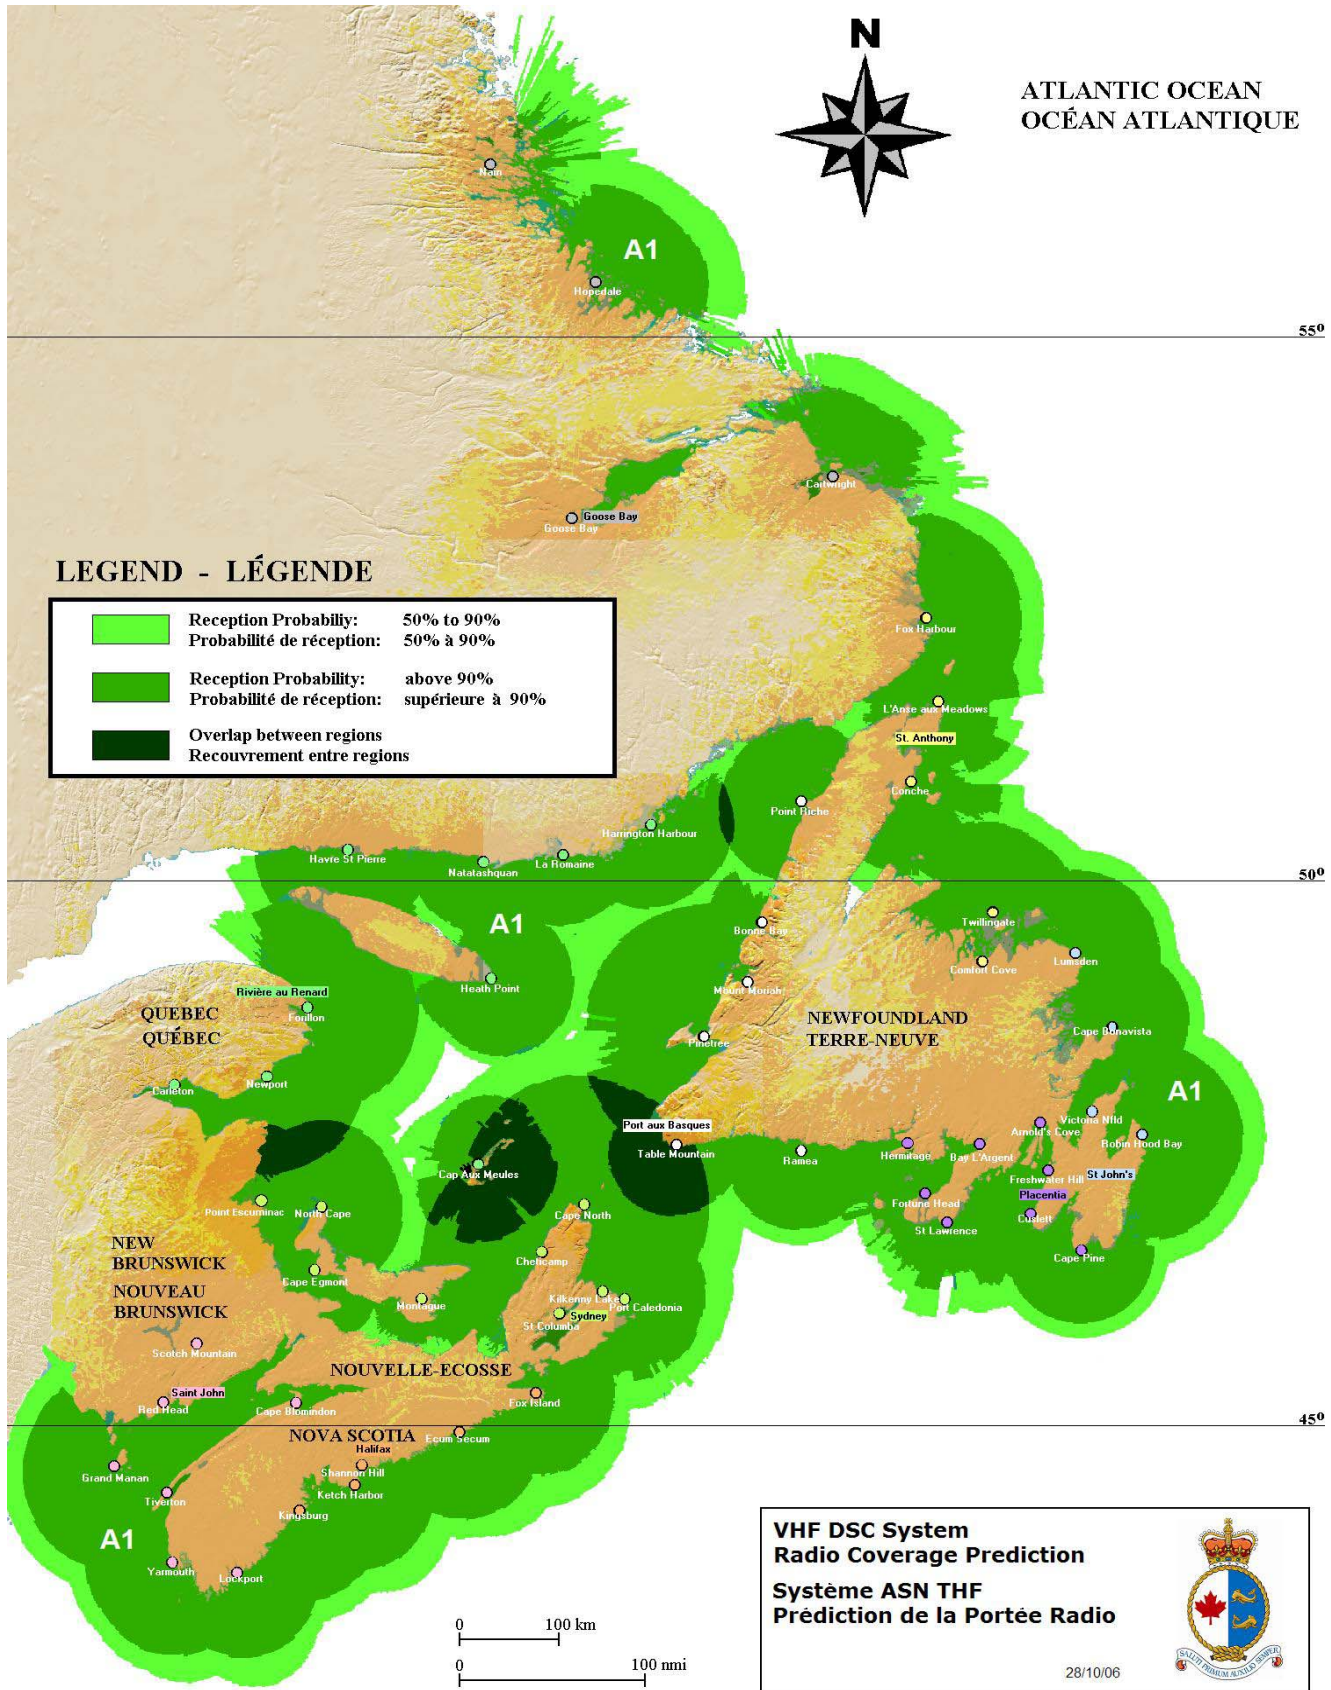 N
ATLANTIC OCEAN
OCÉAN ATLANTIQUE
Nain
A1
Hopedale
55º
Cartwright
Goose Bay
Goose Bay
LEGEND - LÉGENDE
Reception Probabiliy: 50% to 90%
Probabilité de réception: 50% à 90%
Reception Probability: above 90%
Probabilité de réception: supérieure à 90%
Overlap between regions
Recouvrement entre regions
Fox Harbour
L'Anse aux Meadows
St. Anthony
Conche
Point Riche
Harrington Harbour
Havre St Pierre
La Romaine
Natatashquan
50º
A1
Twillingate
Bonne Bay
Lumsden
Comfort Cove
Heath Point
Mount Moriah
Rivière au Renard
Forillon
QUEBEC
QUÉBEC
NEWFOUNDLAND
TERRE-NEUVE
Cape Bonavista
Pinetree
Newport
Carleton
A1
Victoria Nfld
Port aux Basques
Arnold's Cove
Robin Hood Bay
Table Mountain
Ramea
Hermitage
Bay L'Argent
Cap Aux Meules
Freshwater Hill
St John's
Placentia
Fortune Head
Point Escuminac
North Cape
Cape North
St Lawrence
Cuslett
NEW
BRUNSWICK
NOUVEAU
BRUNSWICK
Cape Pine
Cheticamp
Cape Egmont
Montague
Kilkenny Lake
Port Caledonia
Sydney
St Columba
Scotch Mountain
NOUVELLE-ECOSSE
Saint John
Red Head
Cape Blomindon
Fox Island
45º
NOVA SCOTIA
Ecum Secum
Halifax
Shannon Hill
Grand Manan
Ketch Harbor
Tiverton
Kingsburg
A1
Yarmouth
Lockport
0 100 km
0 100 nmi
VHF DSC System
Radio Coverage Prediction
Système ASN THF
Prédiction de la Portée Radio
28/10/06
SALUTI PRIMUM AUXILIO SEMPER